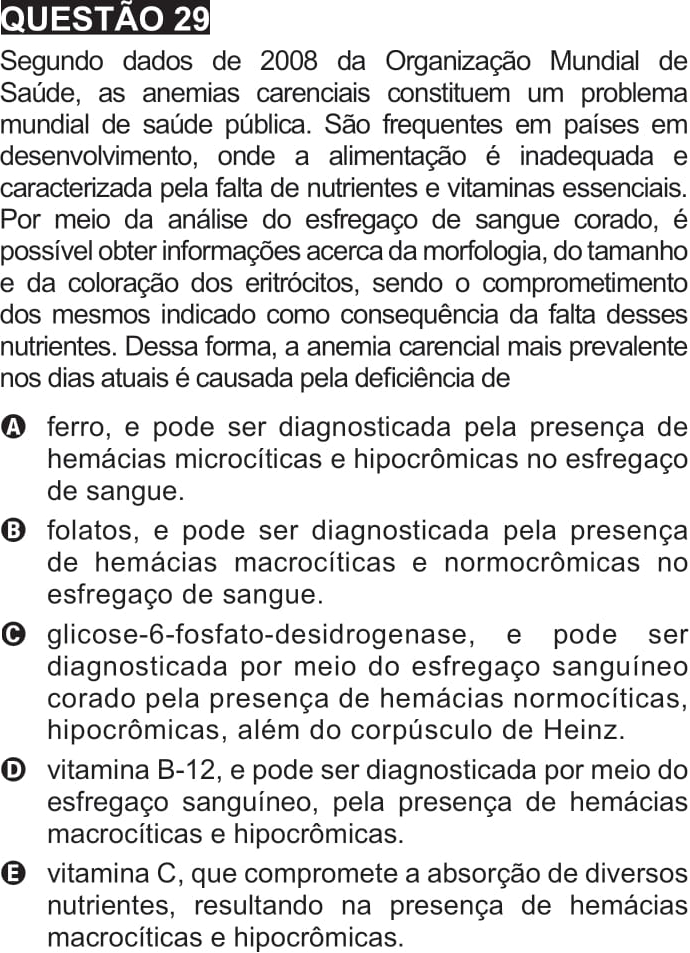 QUESTÃO 29
Segundo dados de 2008 da Organização Mundial de
Saúde, as anemias carenciais constituem um problema
mundial de saúde pública. São frequentes em países em
desenvolvimento, onde a alimentação é inadequada e
caracterizada pela falta de nutrientes e vitaminas essenciais.
Por meio da análise do esfregaço de sangue corado, é
possível obter informações acerca da morfologia, do tamanho
e da coloração dos eritrócitos, sendo o comprometimento
dos mesmos indicado como consequência da falta desses
nutrientes. Dessa forma, a anemia carencial mais prevalente
nos dias atuais é causada pela deficiência de
A ferro, e pode ser diagnosticada pela presença de
hemácias microcíticas e hipocrômicas no esfregaço
de sangue.
B folatos, e pode ser diagnosticada pela presença
de hemácias macrocíticas e normocrômicas no
esfregaço de sangue.
C glicose-6-fosfato-desidrogenase, e pode ser
diagnosticada por meio do esfregaço sanguíneo
corado pela presença de hemácias normocíticas,
hipocrômicas, além do corpúsculo de Heinz.
D vitamina B-12, e pode ser diagnosticada por meio do
esfregaço sanguíneo, pela presença de hemácias
macrocíticas e hipocrômicas.
E vitamina C, que compromete a absorção de diversos
nutrientes, resultando na presença de hemácias
macrocíticas e hipocrômicas.